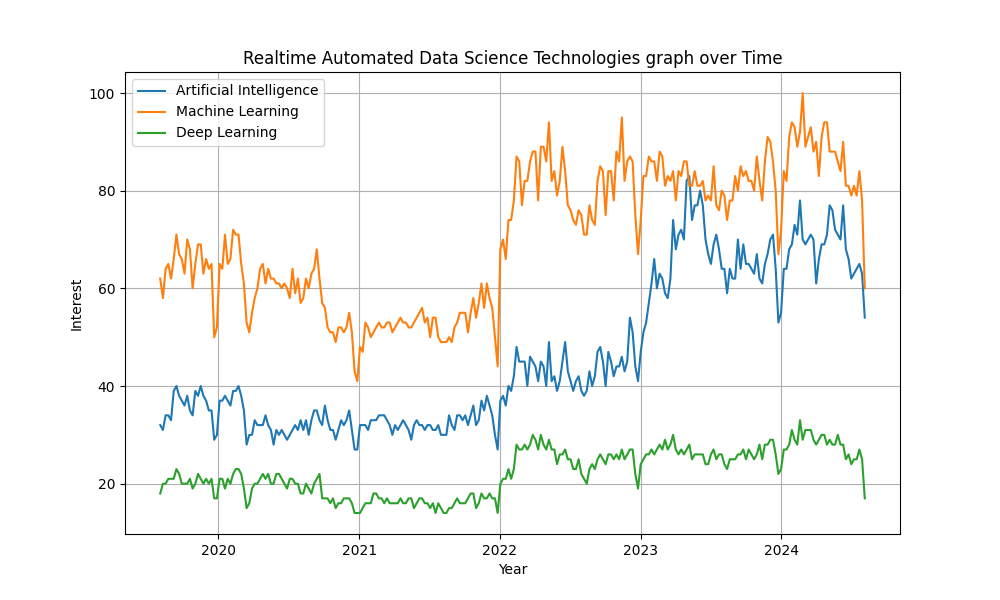 Realtime Automated Data Science Technologies graph over Time
Artificial Intelligence
Machine Learning
Deep Learning
100
80
60
40
20
Interest
2020 2021 2022 2023 2024
Year